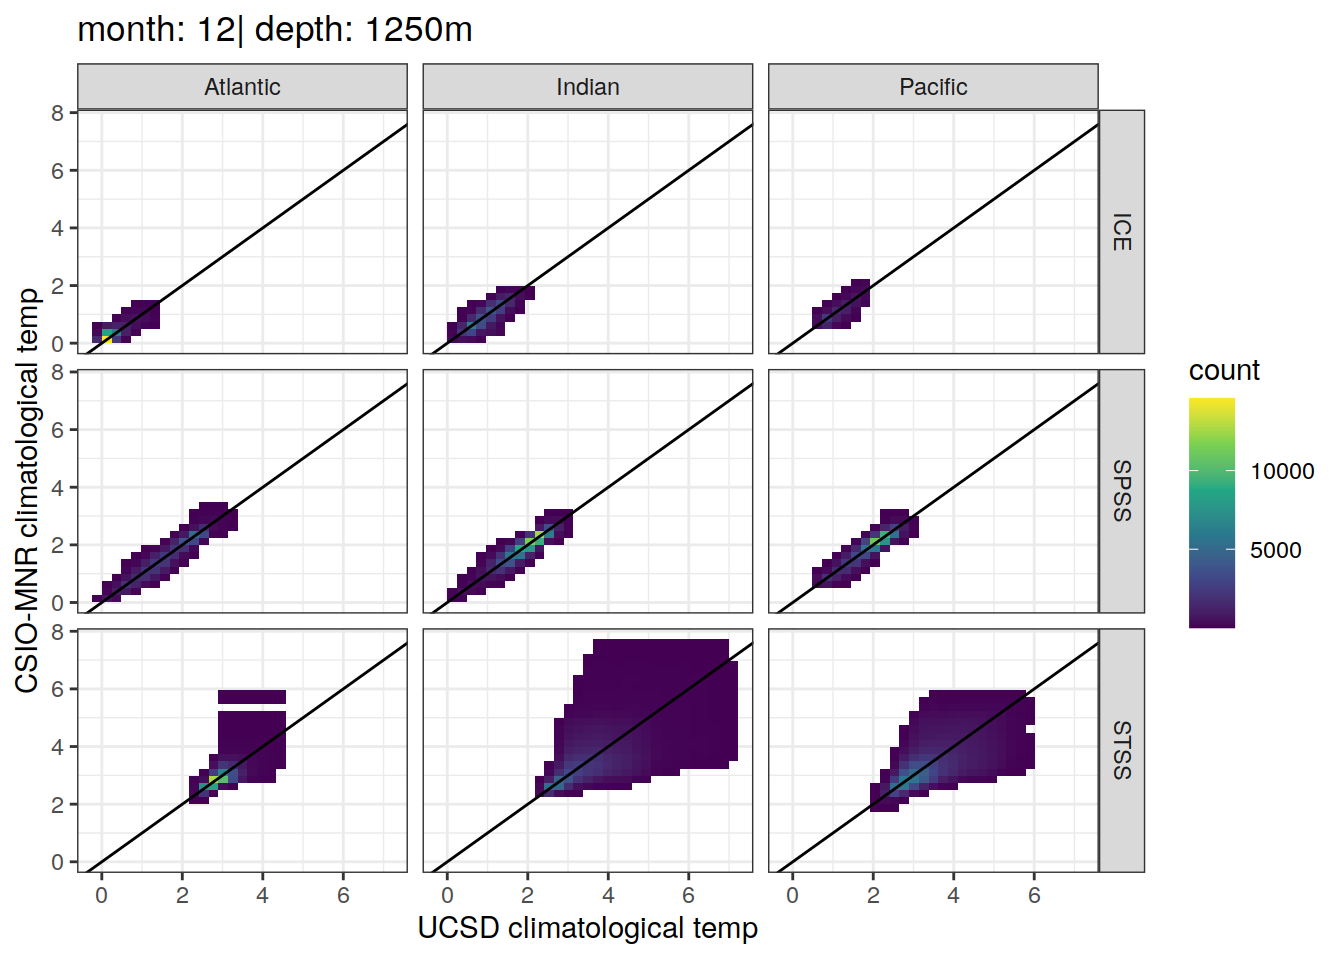 month: 12| depth: 1250m
Atlantic
Indian
Pacific
8
6
4
2
0
ICE
8
6
4
2
0
SPSS
8
6
4
2
0
STSS
0 2 4 6
0 2 4 6
0 2 4 6
UCSD climatological temp
CSIO-MNR climatological temp
count
10000
5000